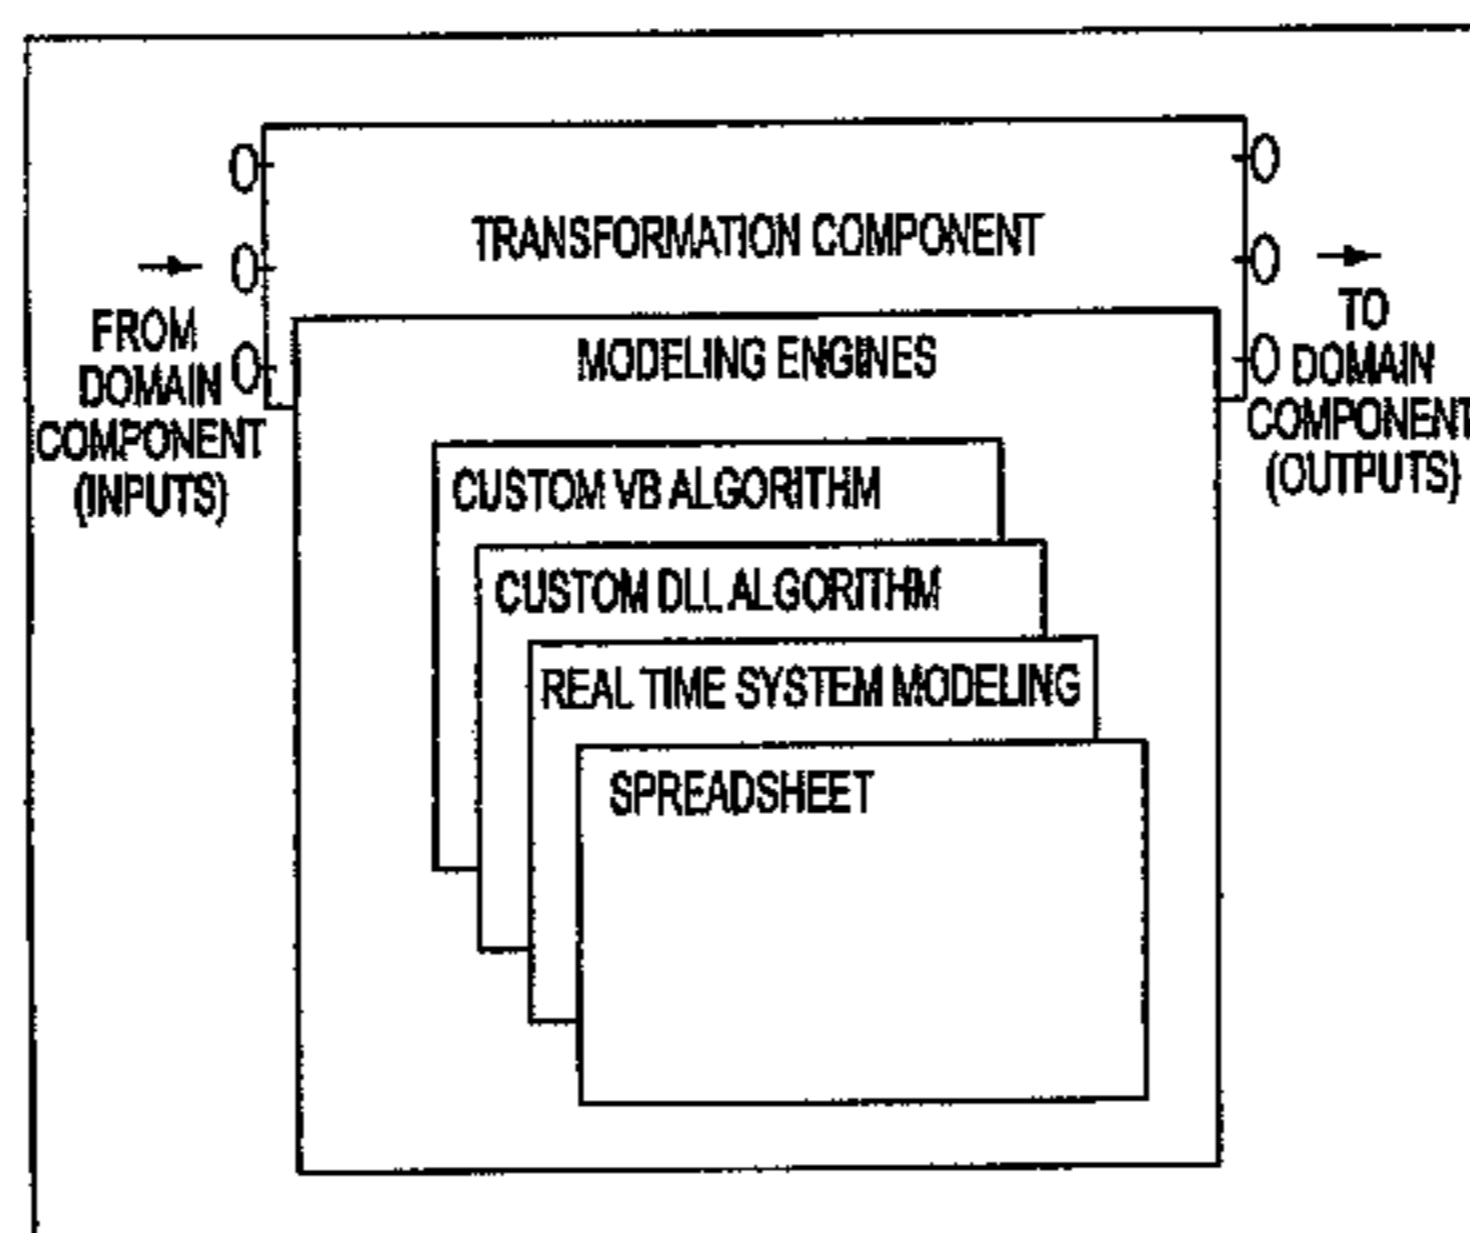 TRANSFORMATION COMPONENT
FROM
DOMAIN
COMPONENT
(INPUTS)
TO
DOMAIN
COMPONENT
(OUTPUTS)
MODELING ENGINES
CUSTOM VB ALGORITHM
CUSTOM DLL ALGORITHM
REAL TIME SYSTEM MODELING
SPREADSHEET